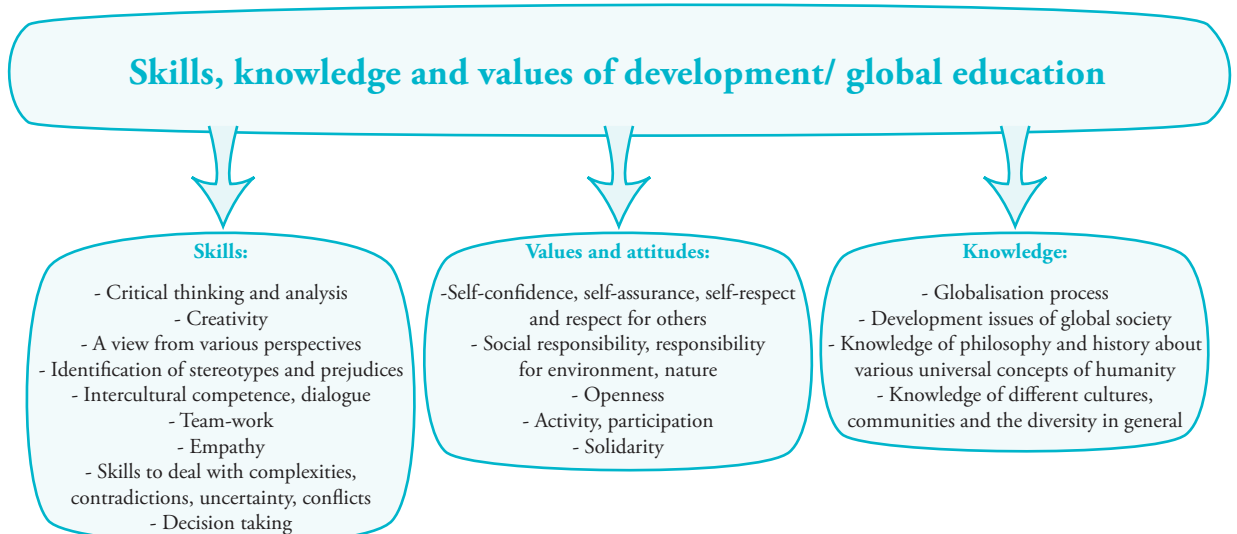 Skills, knowledge and values of development/ global education
Skills:
- Critical thinking and analysis
- Creativity
- A view from various perspectives
- Identification of stereotypes and prejudices
- Intercultural competence, dialogue
- Team-work
- Empathy
- Skills to deal with complexities,
contradictions, uncertainty, conflicts
- Decision taking
Values and attitudes:
-Self-confidence, self-assurance, self-respect
and respect for others
- Social responsibility, responsibility
for environment, nature
- Openness
- Activity, participation
- Solidarity
Knowledge:
- Globalisation process
- Development issues of global society
- Knowledge of philosophy and history about
various universal concepts of humanity
- Knowledge of different cultures,
communities and the diversity in general